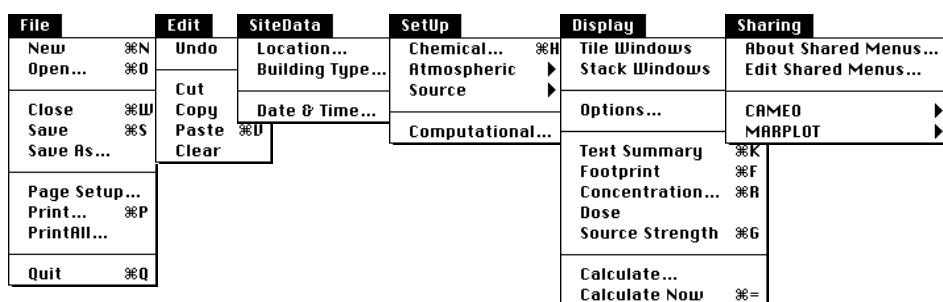 File
New ⌘N
Open... ⌘O
Close ⌘W
Save ⌘S
Save As...
Page Setup...
Print... ⌘P
PrintAll...
Quit ⌘Q
Edit
Undo
Cut
Copy
Paste ⌘V
Clear
SiteData
Location...
Building Type...
Date & Time...
SetUp
Chemical... ⌘H
Atmospheric
Source
Computational...
Display
Tile Windows
Stack Windows
Options...
Text Summary ⌘K
Footprint ⌘F
Concentration... ⌘R
Dose
Source Strength ⌘G
Calculate...
Calculate Now ⌘=
Sharing
About Shared Menus...
Edit Shared Menus...
CAMEO
MARPLOT